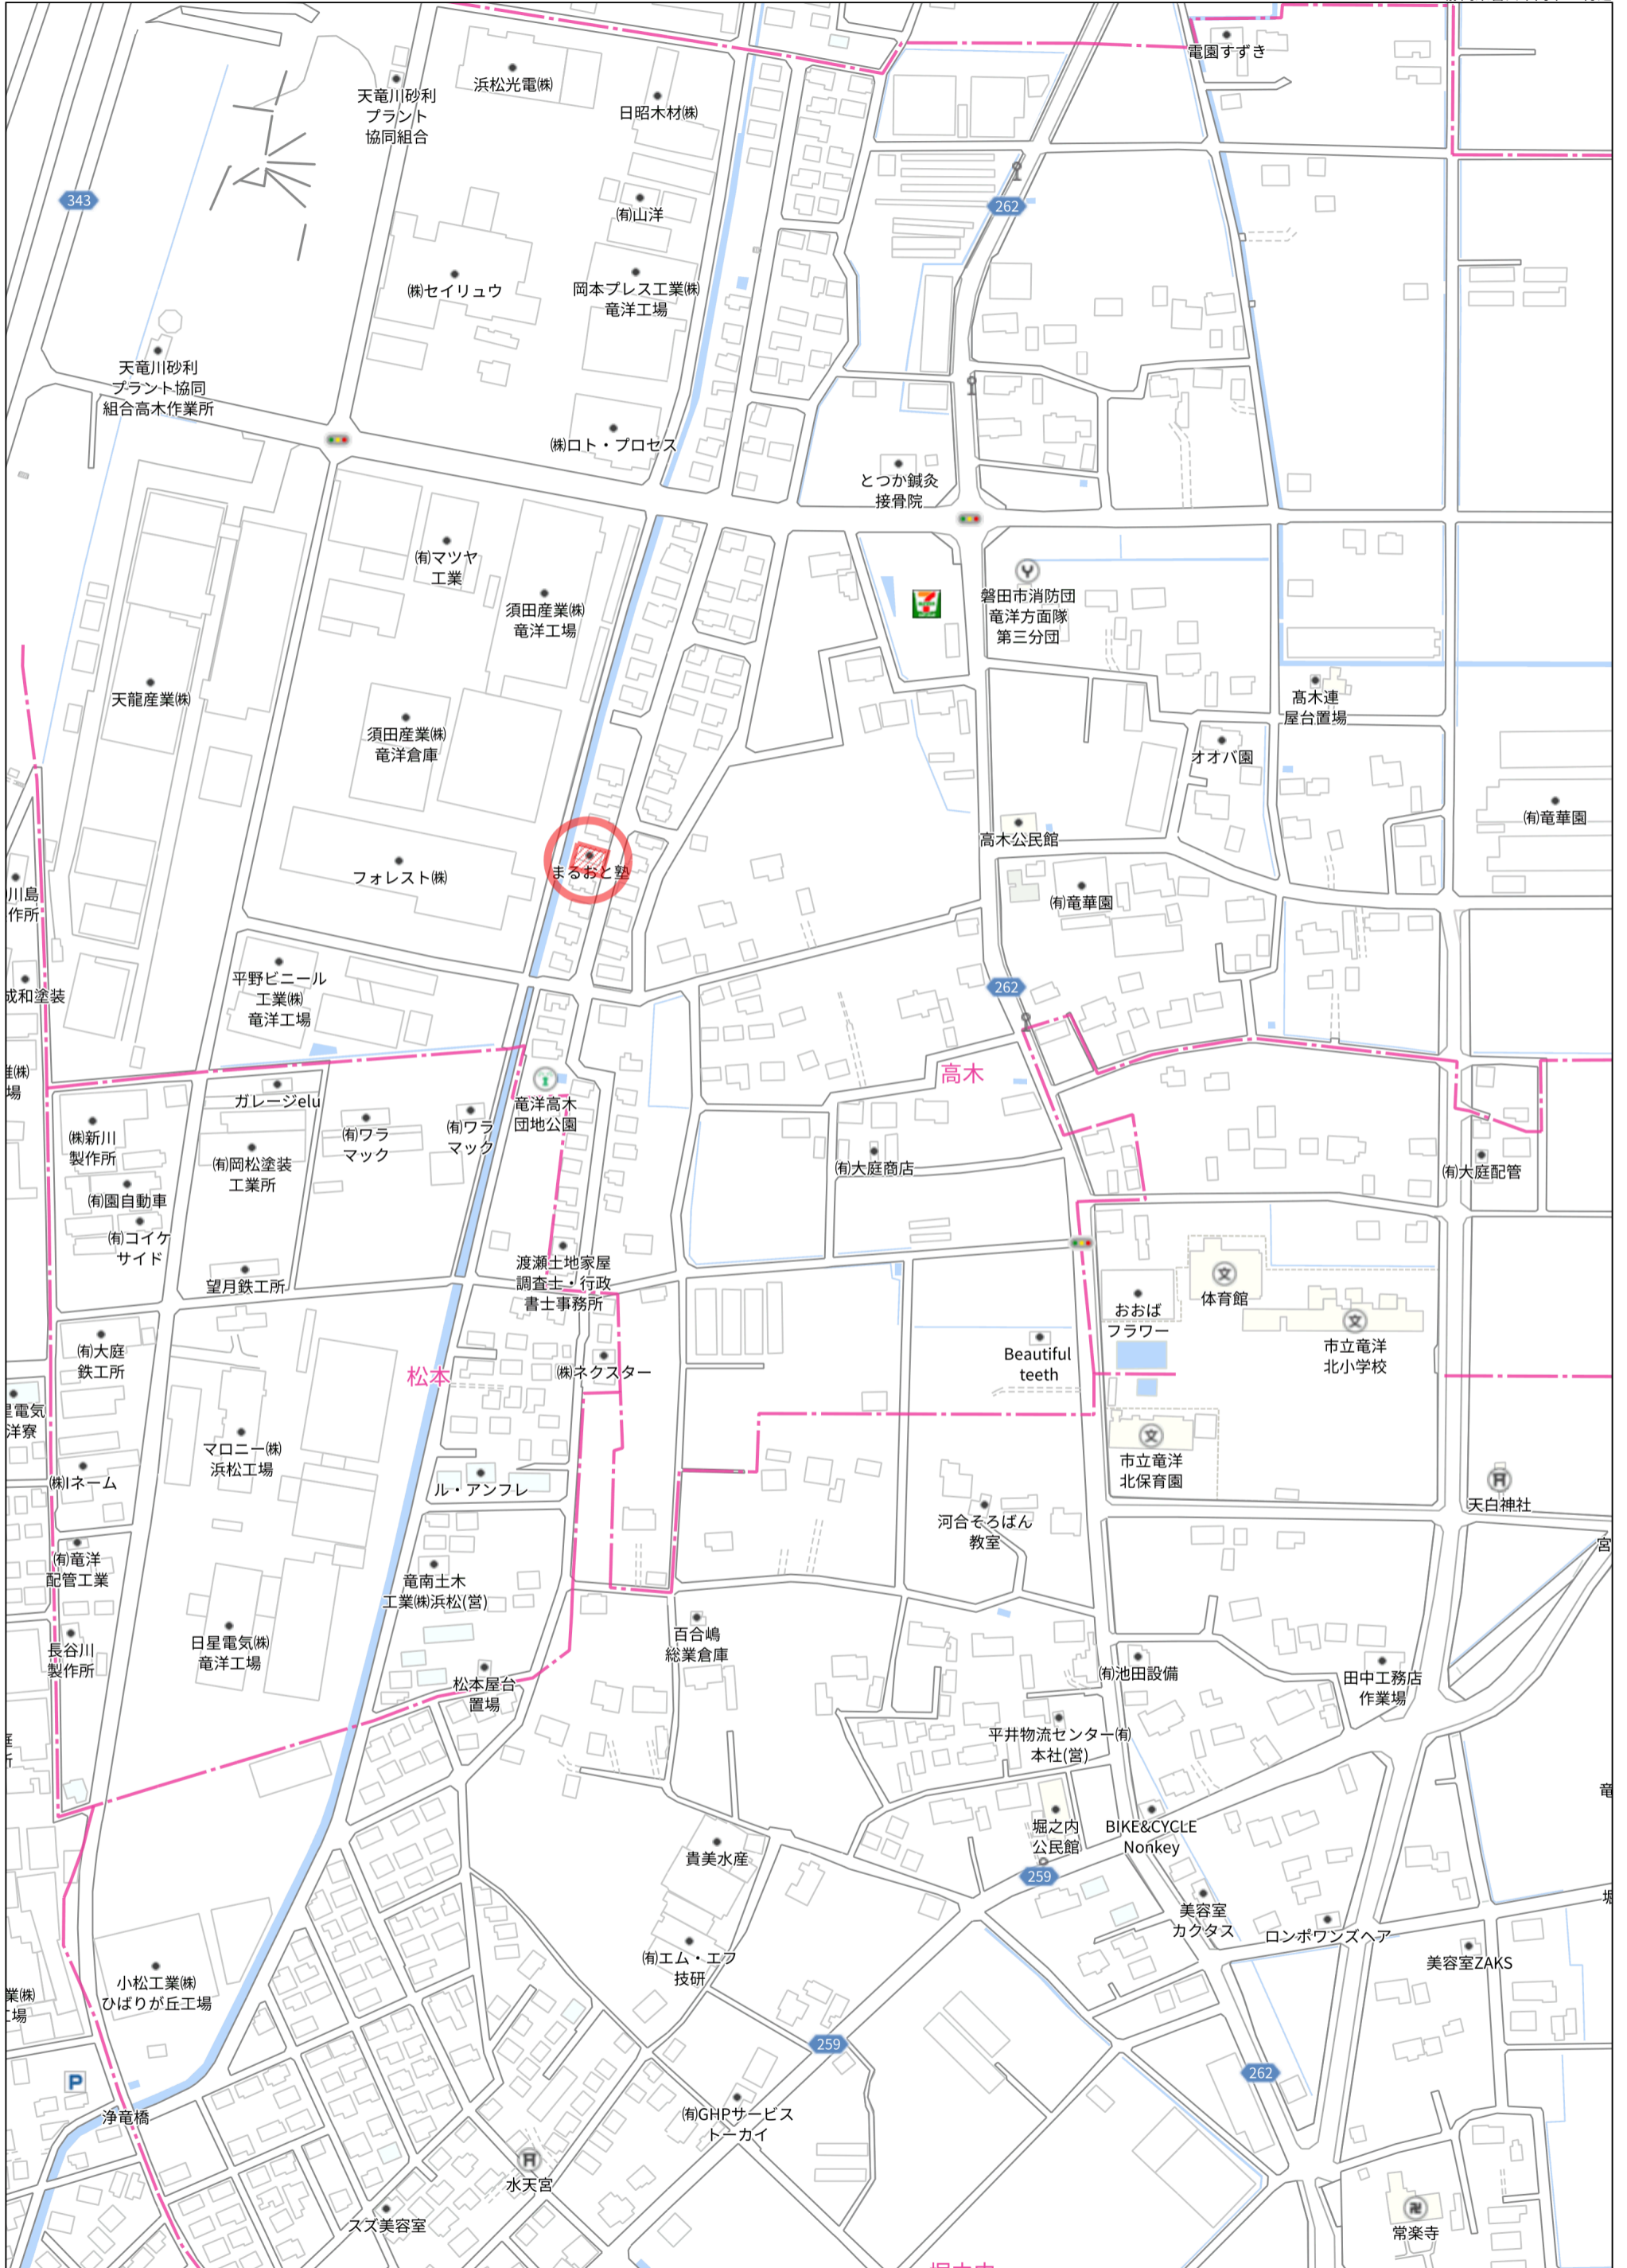 電園すずき
浜松光電㈱
天竜川砂利
プラント
協同組合
日昭木材㈱
343
262
㈲山洋
㈱セイリュウ
岡本プレス工業㈱
竜洋工場
天竜川砂利
プラント協同
組合高木作業所
㈱ロト・プロセス
とつか鍼灸
接骨院
㈲マツヤ
工業
須田産業㈱
竜洋工場
磐田市消防団
竜洋方面隊
第三分団
天龍産業㈱
須田産業㈱
竜洋倉庫
髙木連
屋台置場
オオバ園
㈲竜華園
高木公民館
まるおと塾
フォレスト㈱
㈲竜華園
川島
作所
平野ビニール
工業㈱
竜洋工場
成和塗装
262
高木
㈱
場
ガレージelu
竜洋高木
団地公園
㈱新川
製作所
㈲ワラ
マック
㈲ワラ
マック
㈲岡松塗装
工業所
㈲大庭商店
㈲大庭配管
㈲園自動車
㈲コイケ
サイド
望月鉄工所
渡瀬土地家屋
調査士・行政
書士事務所
体育館
おおば
フラワー
市立竜洋
北小学校
㈲大庭
鉄工所
松本
㈱ネクスター
Beautiful
teeth
星電気
洋寮
マロニー㈱
浜松工場
㈱Iネーム
ル・アンフレ
市立竜洋
北保育園
天白神社
河合そろばん
教室
宮
㈲竜洋
配管工業
竜南土木
工業㈱浜松(営)
長谷川
製作所
日星電気㈱
竜洋工場
百合嶋
総業倉庫
松本屋台
置場
㈲池田設備
田中工務店
作業場
平井物流センター㈲
本社(営)
竜
堀之内
公民館
BIKE&CYCLE
Nonkey
貴美水産
259
美容室
カクタス
ロンポワンズヘア
美容室ZAKS
㈲エム・エフ
技研
小松工業㈱
ひばりが丘工場
業㈱
工場
259
262
P
浄竜橋
㈲GHPサービス
トーカイ
水天宮
スズ美容室
常楽寺